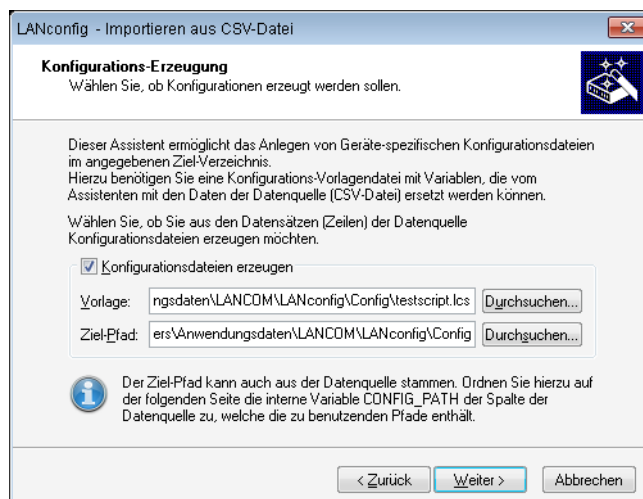 LANconfig - Importieren aus CSV-Datei
Konfigurations-Erzeugung
Wählen Sie, ob Konfigurationen erzeugt werden sollen.
Dieser Assistent ermöglicht das Anlegen von Geräte-spezifischen Konfigurationsdateien
im angegebenen Ziel-Verzeichnis.
Hierzu benötigen Sie eine Konfigurations-Vorlagendatei mit Variablen, die vom
Assistenten mit den Daten der Datenquelle (CSV-Datei) ersetzt werden können.
Wählen Sie, ob Sie aus den Datensätzen (Zeilen) der Datenquelle
Konfigurationsdateien erzeugen möchten.
Konfigurationsdateien erzeugen
Vorlage: ngsdaten\LANCOM\LANconfig\Config\testscript.lcs Durchsuchen...
Ziel-Pfad: ers\Anwendungsdaten\LANCOM\LANconfig\Config Durchsuchen...
Der Ziel-Pfad kann auch aus der Datenquelle stammen. Ordnen Sie hierzu auf
der folgenden Seite die interne Variable CONFIG_PATH der Spalte der
Datenquelle zu, welche die zu benutzenden Pfade enthält.
< Zurück Weiter > Abbrechen